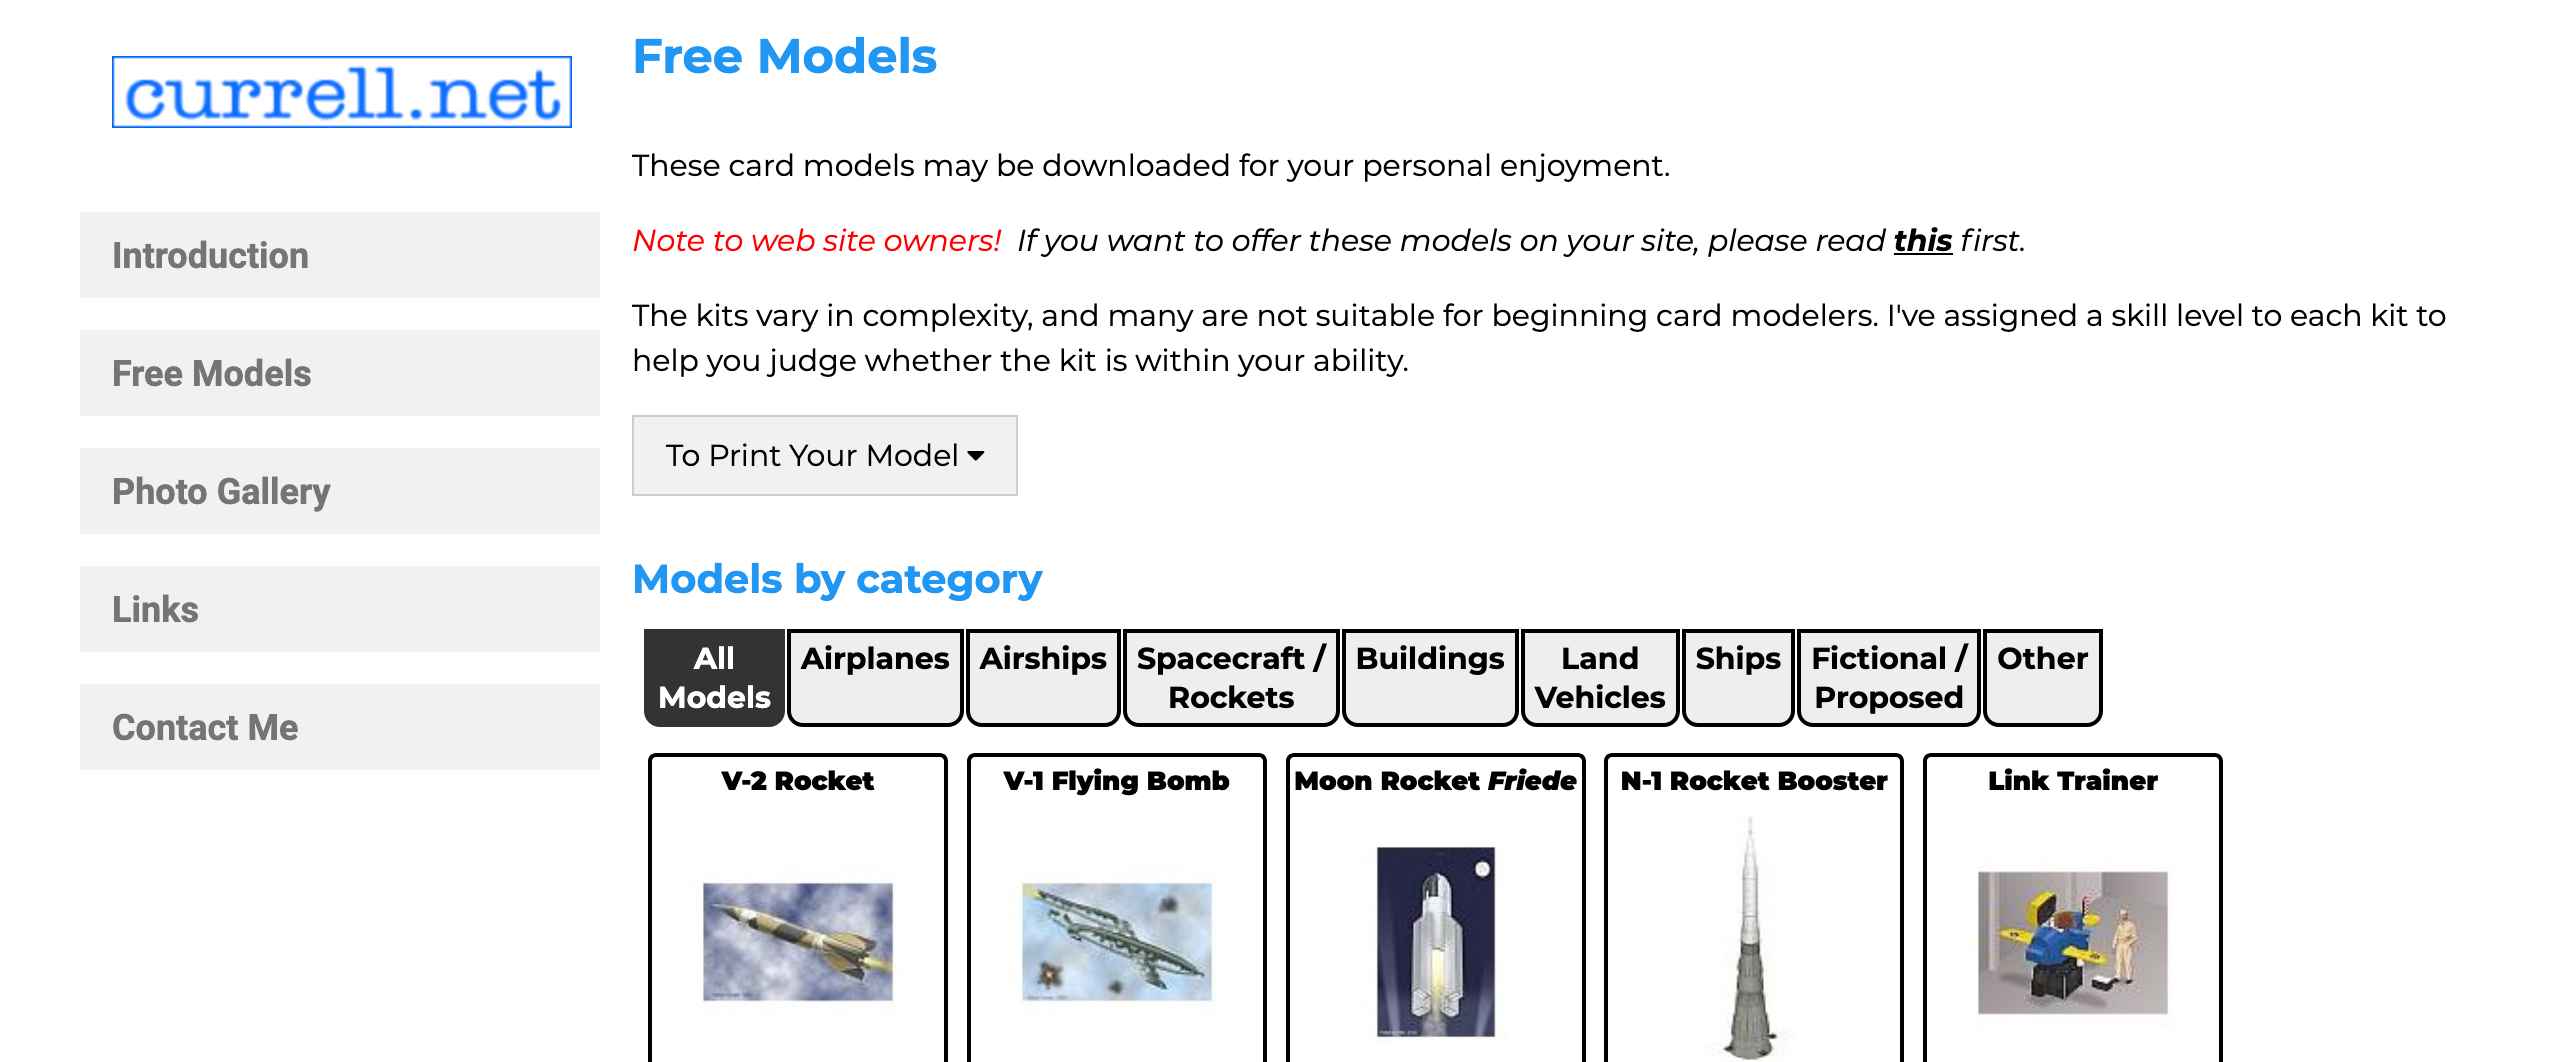 currell.net
Introduction
Free Models
Photo Gallery
Links
Contact Me
Free Models
These card models may be downloaded for your personal enjoyment.
Note to web site owners! If you want to offer these models on your site, please read this first.
The kits vary in complexity, and many are not suitable for beginning card modelers. I've assigned a skill level to each kit to
help you judge whether the kit is within your ability.
To Print Your Model
Models by category
All
Models
Airplanes
Airships
Spacecraft /
Rockets
Buildings
Land
Vehicles
Ships
Fictional /
Proposed
Other
V-2 Rocket
V-1 Flying Bomb
Moon Rocket Friede
N-1 Rocket Booster
Link Trainer